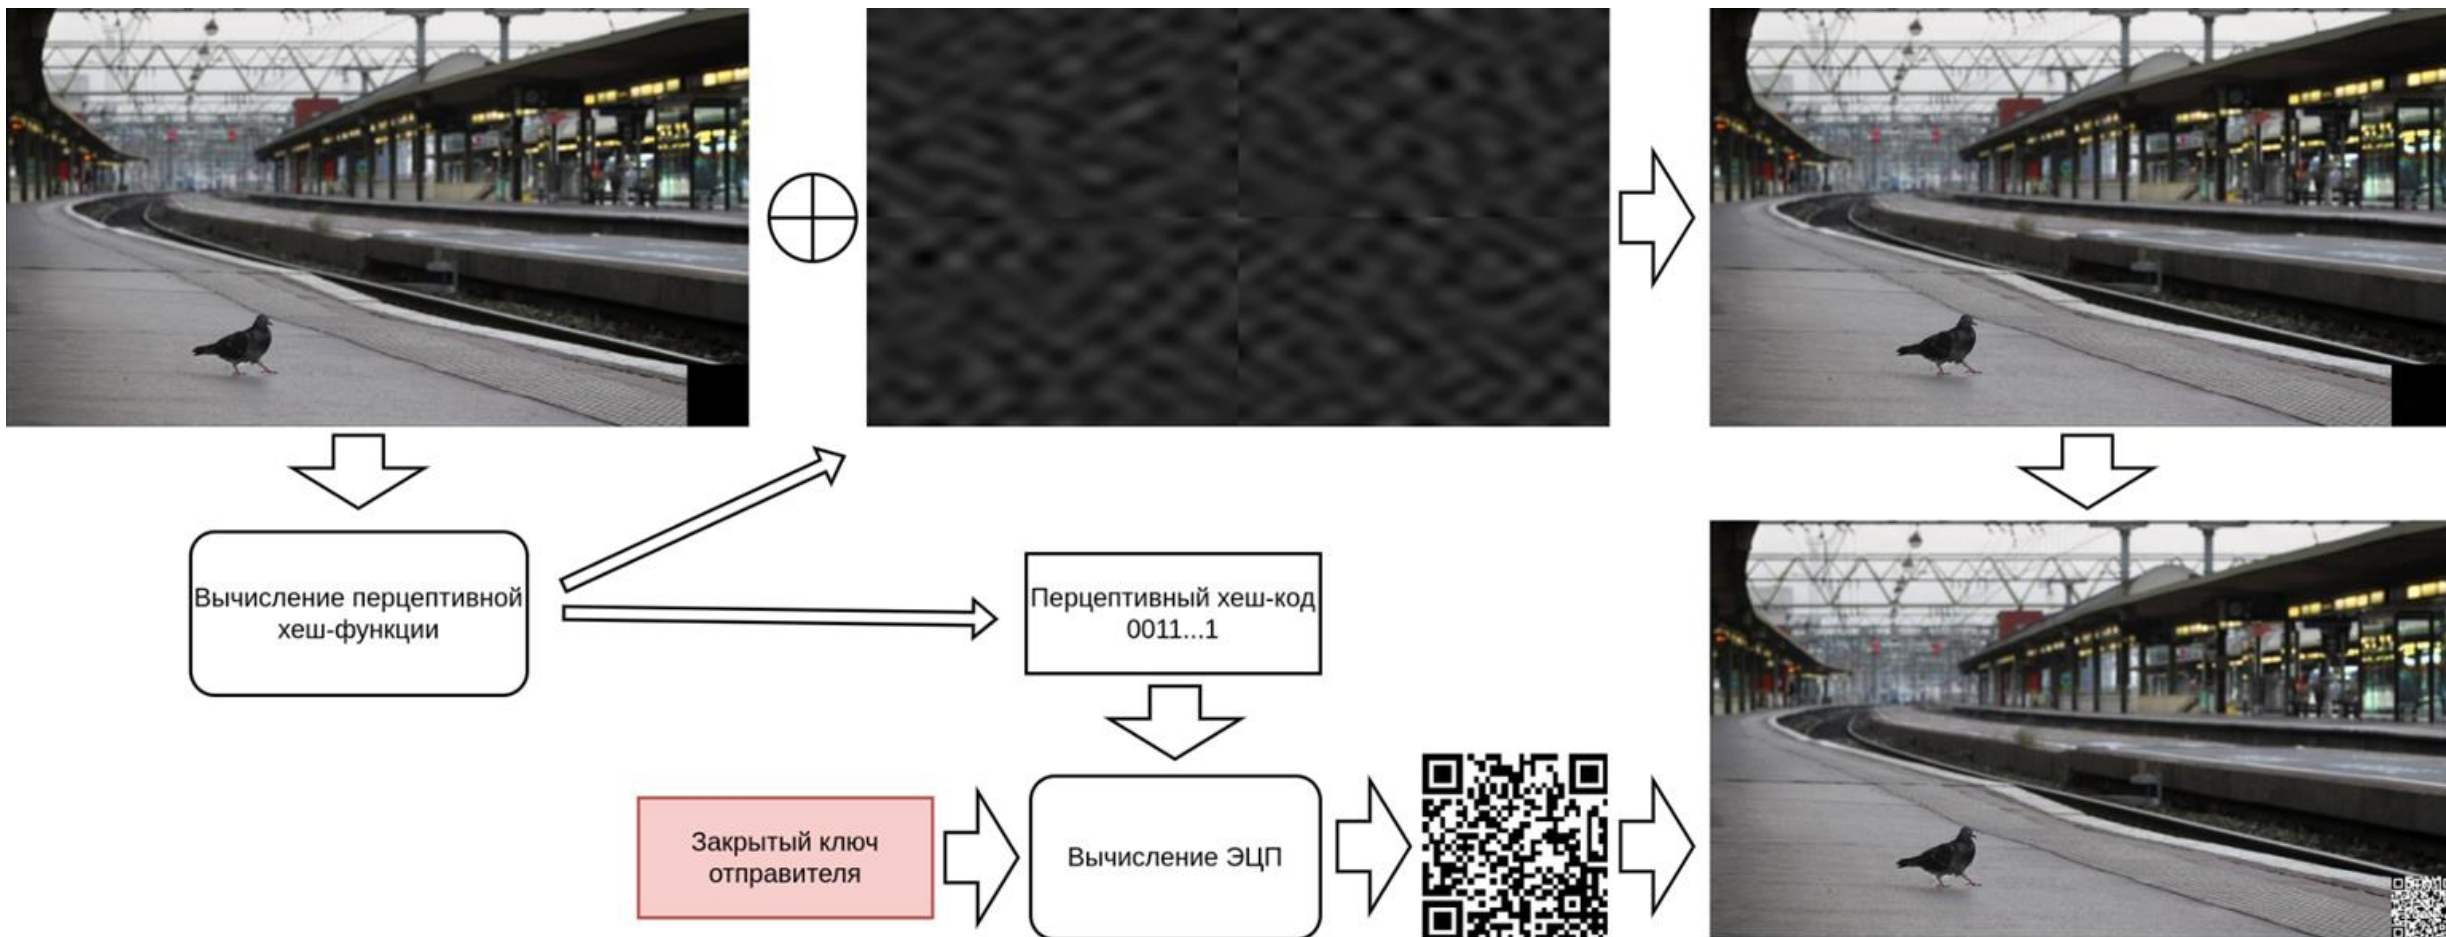 Вычисление перцептивной
хеш-функции
Перцептивный хеш-код
0011...1
Закрытый ключ
отправителя
Вычисление ЭЦП